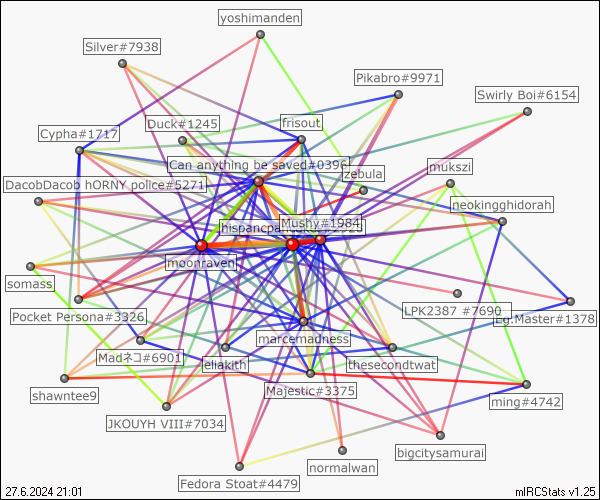 yoshimanden
Silver#7938
Pikabro#9971
Swirly Boi#6154
Duck#1245
frisout
Cypha#1717
Can anything be saved#0396
zebula
mukszi
DacobDacob hORNY police#5271
neokingghidorah
hispancpa
Mushy#1984
moonraven
somass
LPK2387 #7690
Master#1378
Pocket Persona#3326
marcemadness
Madネコ#6901
eliakith
thesecondtwat
shawntee9
Majestic#3375
ming#4742
JKOUYH VIII#7034
bigcitysamurai
normalwan
Fedora Stoat#4479
27.6.2024 21:01
mIRCStats v1.25